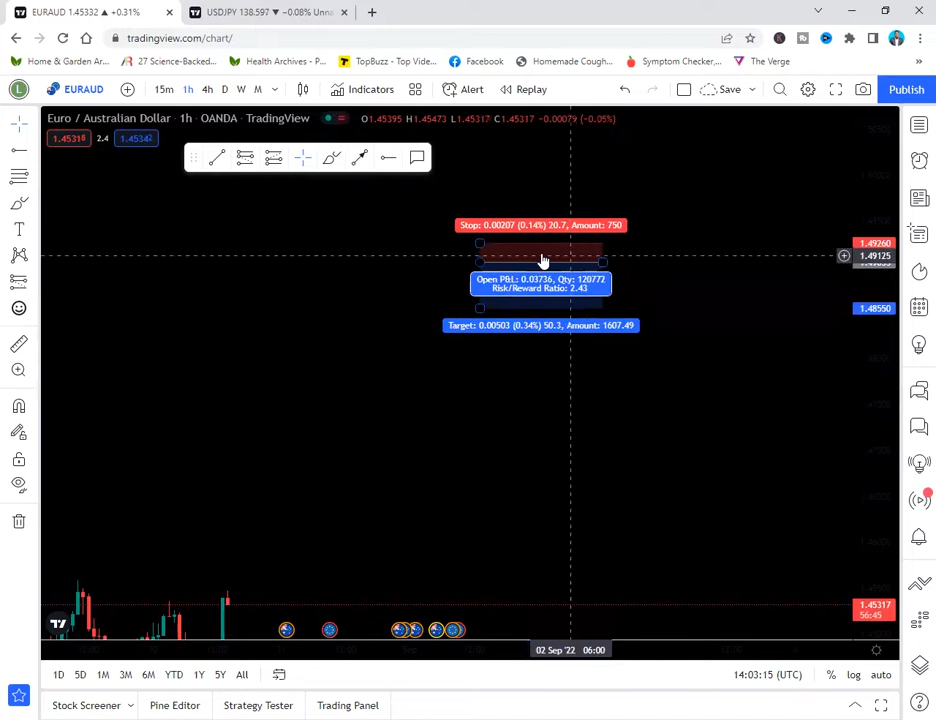 EURAUD 1.45332 ▲ +0.31%
USDJPY 138.597 ▼ −0.08% Unna
tradingview.com/chart/
Home & Garden Ar...
27 Science-Backed...
Health Archives - P...
TopBuzz - Top Vide...
Facebook
Homemade Cough...
Symptom Checker,...
The Verge
L
EURAUD
15m 1h 4h D W M
Indicators
Alert
Replay
Save
Publish
Euro / Australian Dollar · 1h · OANDA · TradingView
O1.45395 H1.45473 L1.45317 C1.45317 −0.00079 (−0.05%)
1.45318 2.4 1.45342
Stop: 0.00207 (0.14%) 20.7, Amount: 750
1.49260
1.49125
Open P&L: 0.03736, Qty: 120772
Risk/Reward Ratio: 2.43
1.48550
Target: 0.00503 (0.34%) 50.3, Amount: 1607.49
1.45317
56:45
02 Sep '22 06:00
1D 5D 1M 3M 6M YTD 1Y 5Y All
14:03:15 (UTC)
% log auto
Stock Screener
Pine Editor
Strategy Tester
Trading Panel